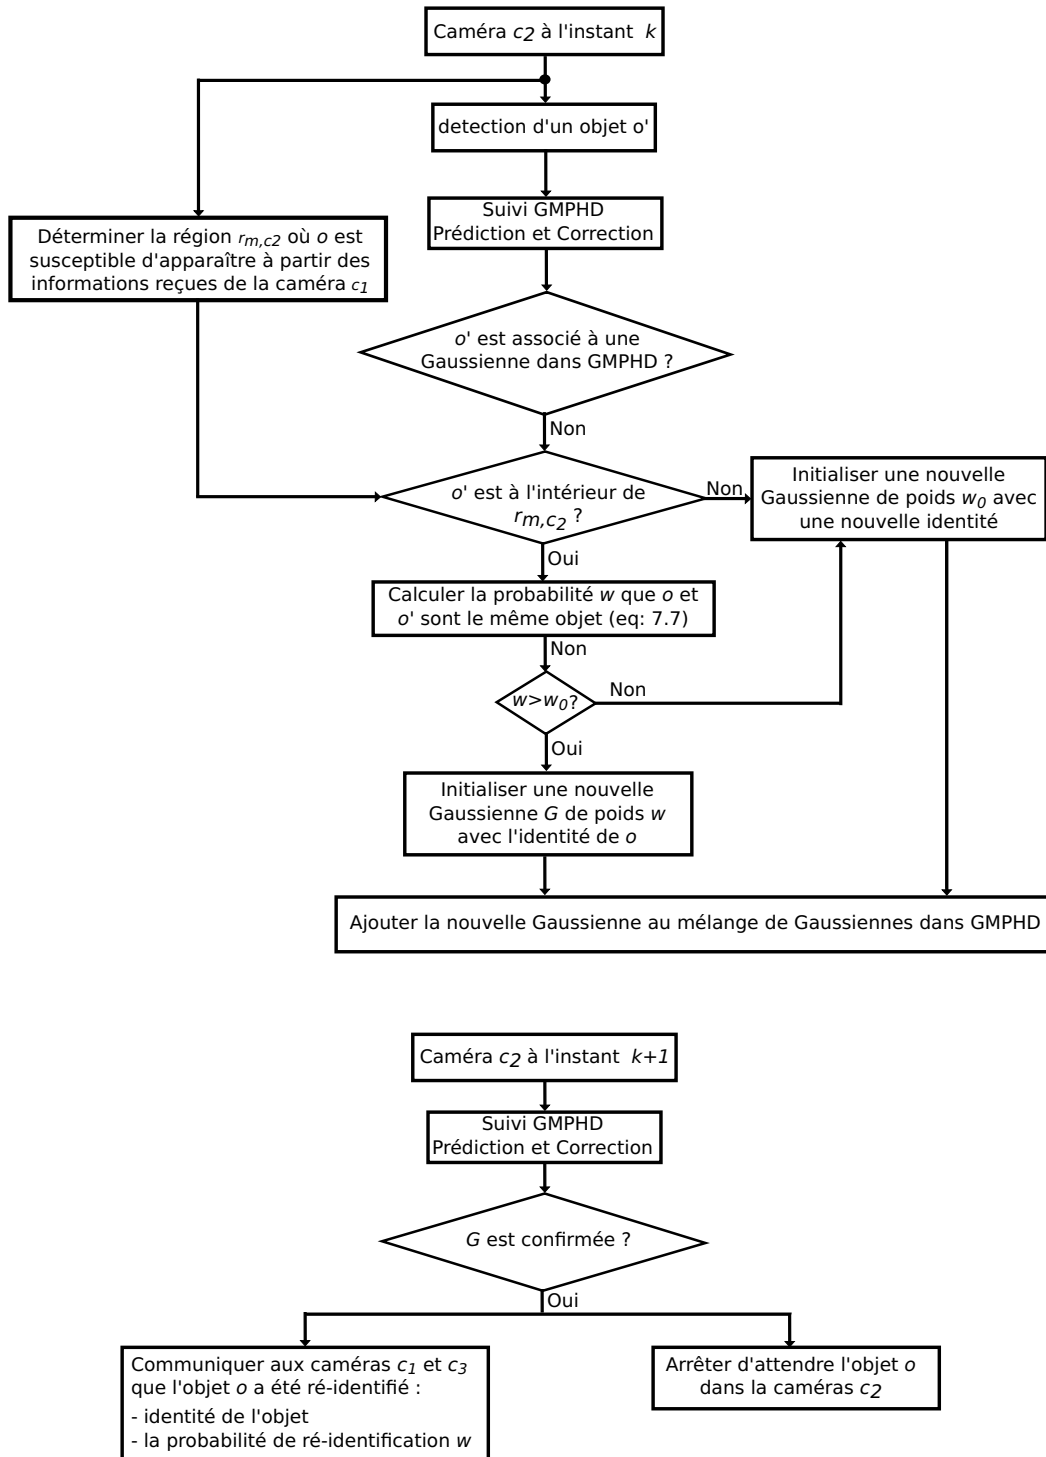 Caméra c2 à l'instant k
detection d'un objet o'
Suivi GMPHD
Prédiction et Correction
Déterminer la région rm,c2 où o est
susceptible d'apparaître à partir des
informations reçues de la caméra c1
o' est associé à une
Gaussienne dans GMPHD ?
Non
o' est à l'intérieur de
rm,c2 ?
Non
Initialiser une nouvelle
Gaussienne de poids w0 avec
une nouvelle identité
Oui
Calculer la probabilité w que o et
o' sont le même objet (eq: 7.7)
Non
w>w0?
Non
Oui
Initialiser une nouvelle
Gaussienne G de poids w
avec l'identité de o
Ajouter la nouvelle Gaussienne au mélange de Gaussiennes dans GMPHD
Caméra c2 à l'instant k+1
Suivi GMPHD
Prédiction et Correction
G est confirmée ?
Oui
Communiquer aux caméras c1 et c3
que l'objet o a été ré-identifié :
- identité de l'objet
- la probabilité de ré-identification w
Arrêter d'attendre l'objet o
dans la caméras c2